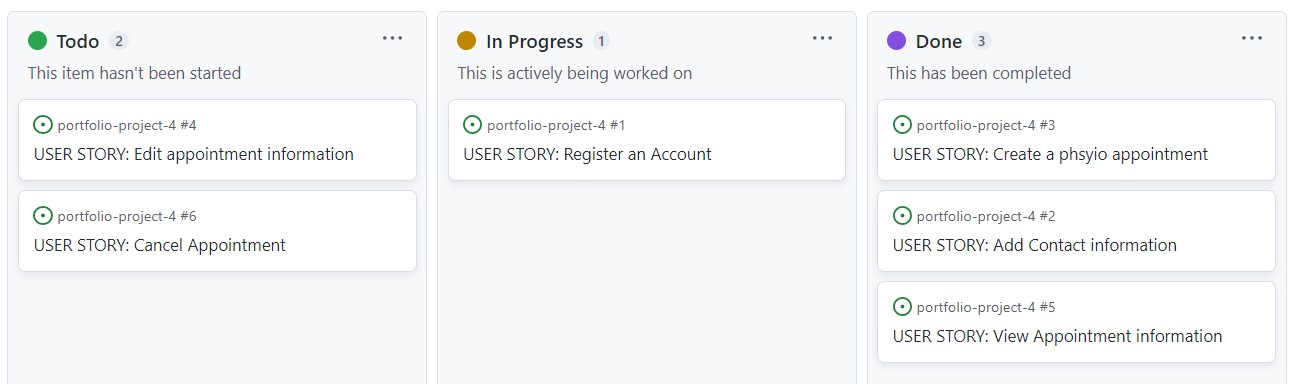 Todo 2
This item hasn't been started
portfolio-project-4 #4
USER STORY: Edit appointment information
portfolio-project-4 #6
USER STORY: Cancel Appointment
In Progress 1
This is actively being worked on
portfolio-project-4 #1
USER STORY: Register an Account
Done 3
This has been completed
portfolio-project-4 #3
USER STORY: Create a phsyio appointment
portfolio-project-4 #2
USER STORY: Add Contact information
portfolio-project-4 #5
USER STORY: View Appointment information